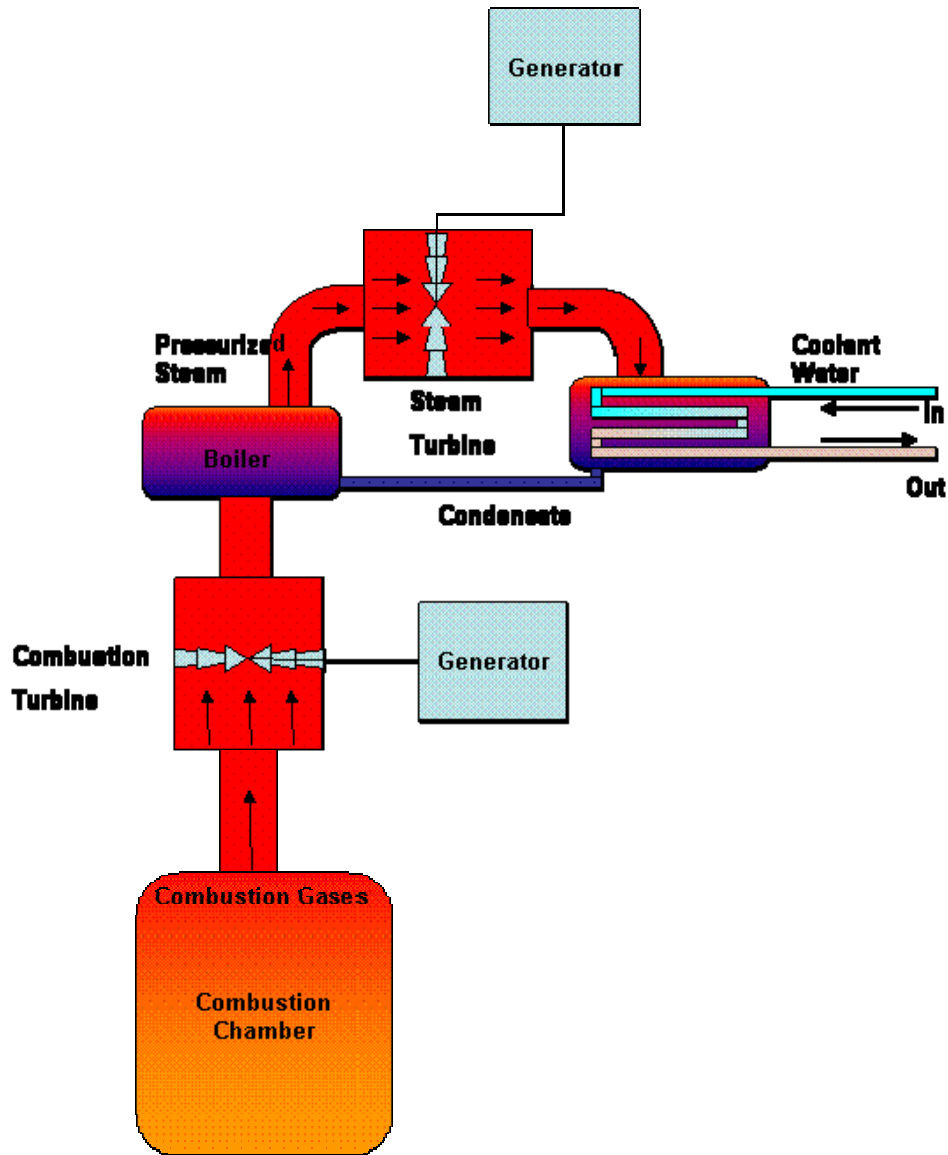 Generator
Pressurized
Steam
Coolant
Water
In
Steam
Turbine
Boiler
Out
Condensate
Combustion
Turbine
Generator
Combustion Gases
Combustion
Chamber